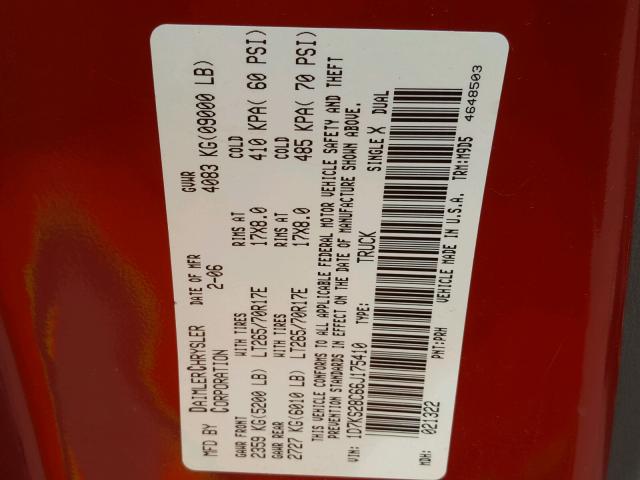 MFD BY DAIMLERCHRYSLER CORPORATION DATE OF MFR 2-06 GVWR 4083 KG(09000 LB)
GAWR FRONT WITH TIRES RIMS AT COLD
2359 KG(5200 LB) LT265/70R17E 17X8.0 410 KPA( 60 PSI)
GAWR REAR WITH TIRES RIMS AT COLD
2727 KG(6010 LB) LT265/70R17E 17X8.0 485 KPA( 70 PSI)
THIS VEHICLE CONFORMS TO ALL APPLICABLE FEDERAL MOTOR VEHICLE SAFETY AND THEFT
PREVENTION STANDARDS IN EFFECT ON THE DATE OF MANUFACTURE SHOWN ABOVE.
VIN: 1D7KS28C66J175410 TRUCK SINGLE X DUAL
MDH: 021322 PNT:PRH VEHICLE MADE IN U.S.A. TRM:M9D5
4648503